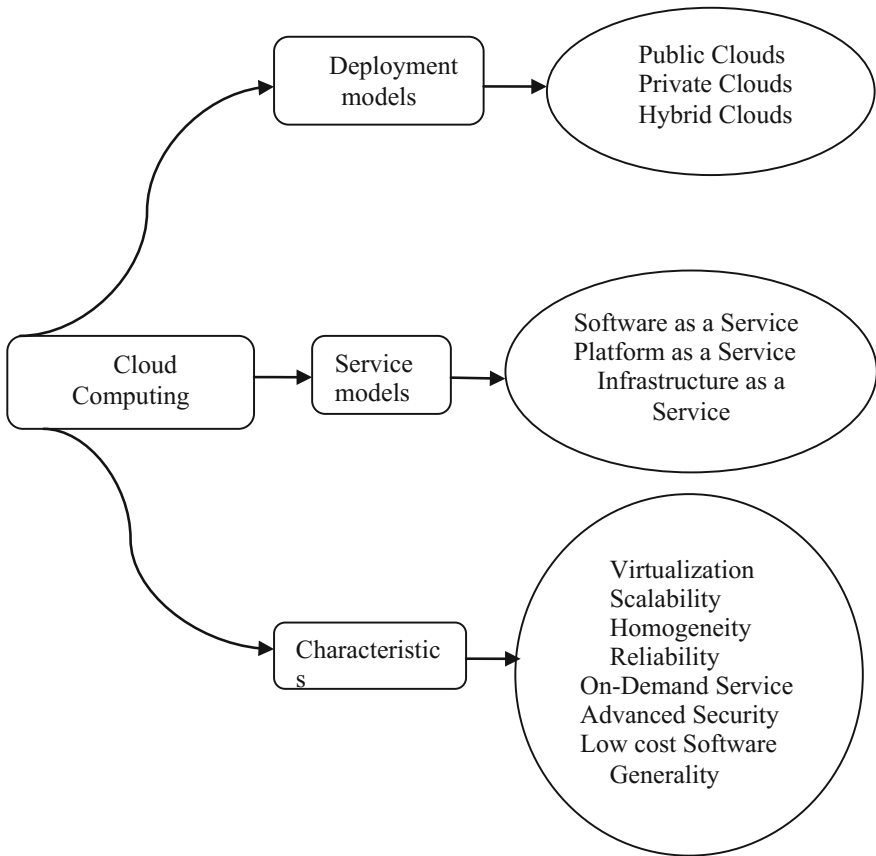 Deployment
models
Public Clouds
Private Clouds
Hybrid Clouds
Cloud
Computing
Service
models
Software as a Service
Platform as a Service
Infrastructure as a
Service
Characteristic
s
Virtualization
Scalability
Homogeneity
Reliability
On-Demand Service
Advanced Security
Low cost Software
Generality